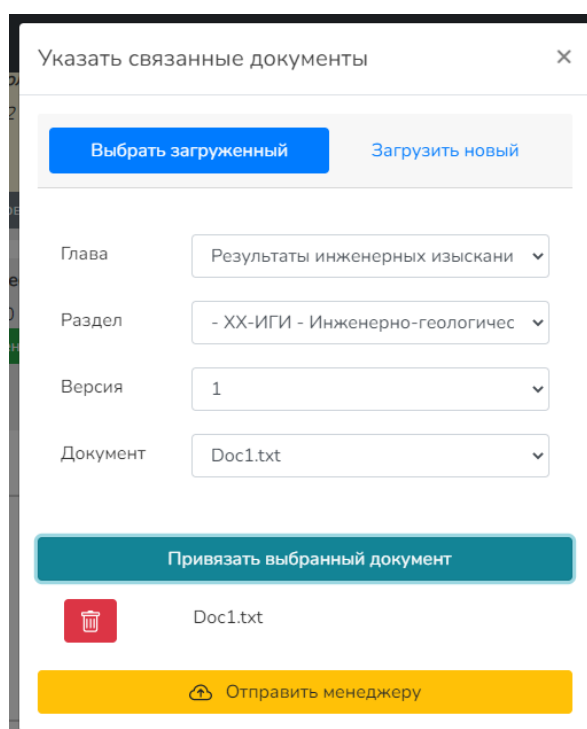 Указать связанные документы
Выбрать загруженный Загрузить новый
Глава Результаты инженерных изыскани
Раздел - ХХ-ИГИ - Инженерно-геологичес
Версия 1
Документ Doc1.txt
Привязать выбранный документ
Doc1.txt
Отправить менеджеру